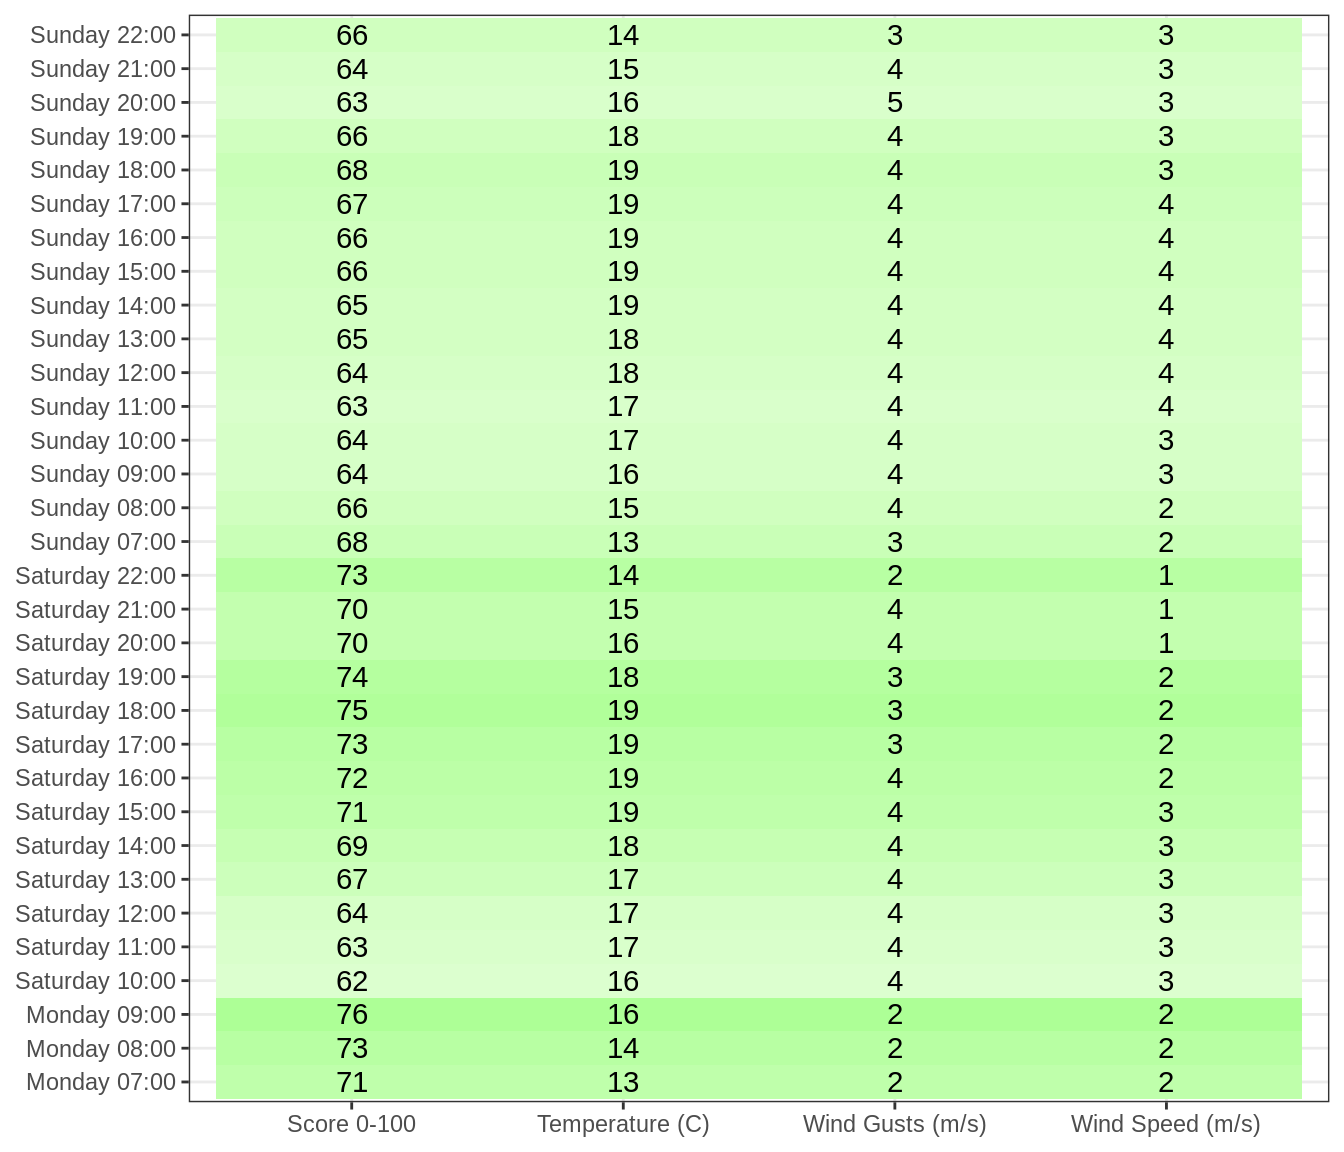 Sunday 22:00 66 14 3 3
Sunday 21:00 64 15 4 3
Sunday 20:00 63 16 5 3
Sunday 19:00 66 18 4 3
Sunday 18:00 68 19 4 3
Sunday 17:00 67 19 4 4
Sunday 16:00 66 19 4 4
Sunday 15:00 66 19 4 4
Sunday 14:00 65 19 4 4
Sunday 13:00 65 18 4 4
Sunday 12:00 64 18 4 4
Sunday 11:00 63 17 4 4
Sunday 10:00 64 17 4 3
Sunday 09:00 64 16 4 3
Sunday 08:00 66 15 4 2
Sunday 07:00 68 13 3 2
Saturday 22:00 73 14 2 1
Saturday 21:00 70 15 4 1
Saturday 20:00 70 16 4 1
Saturday 19:00 74 18 3 2
Saturday 18:00 75 19 3 2
Saturday 17:00 73 19 3 2
Saturday 16:00 72 19 4 2
Saturday 15:00 71 19 4 3
Saturday 14:00 69 18 4 3
Saturday 13:00 67 17 4 3
Saturday 12:00 64 17 4 3
Saturday 11:00 63 17 4 3
Saturday 10:00 62 16 4 3
Monday 09:00 76 16 2 2
Monday 08:00 73 14 2 2
Monday 07:00 71 13 2 2
Score 0-100 Temperature (C) Wind Gusts (m/s) Wind Speed (m/s)